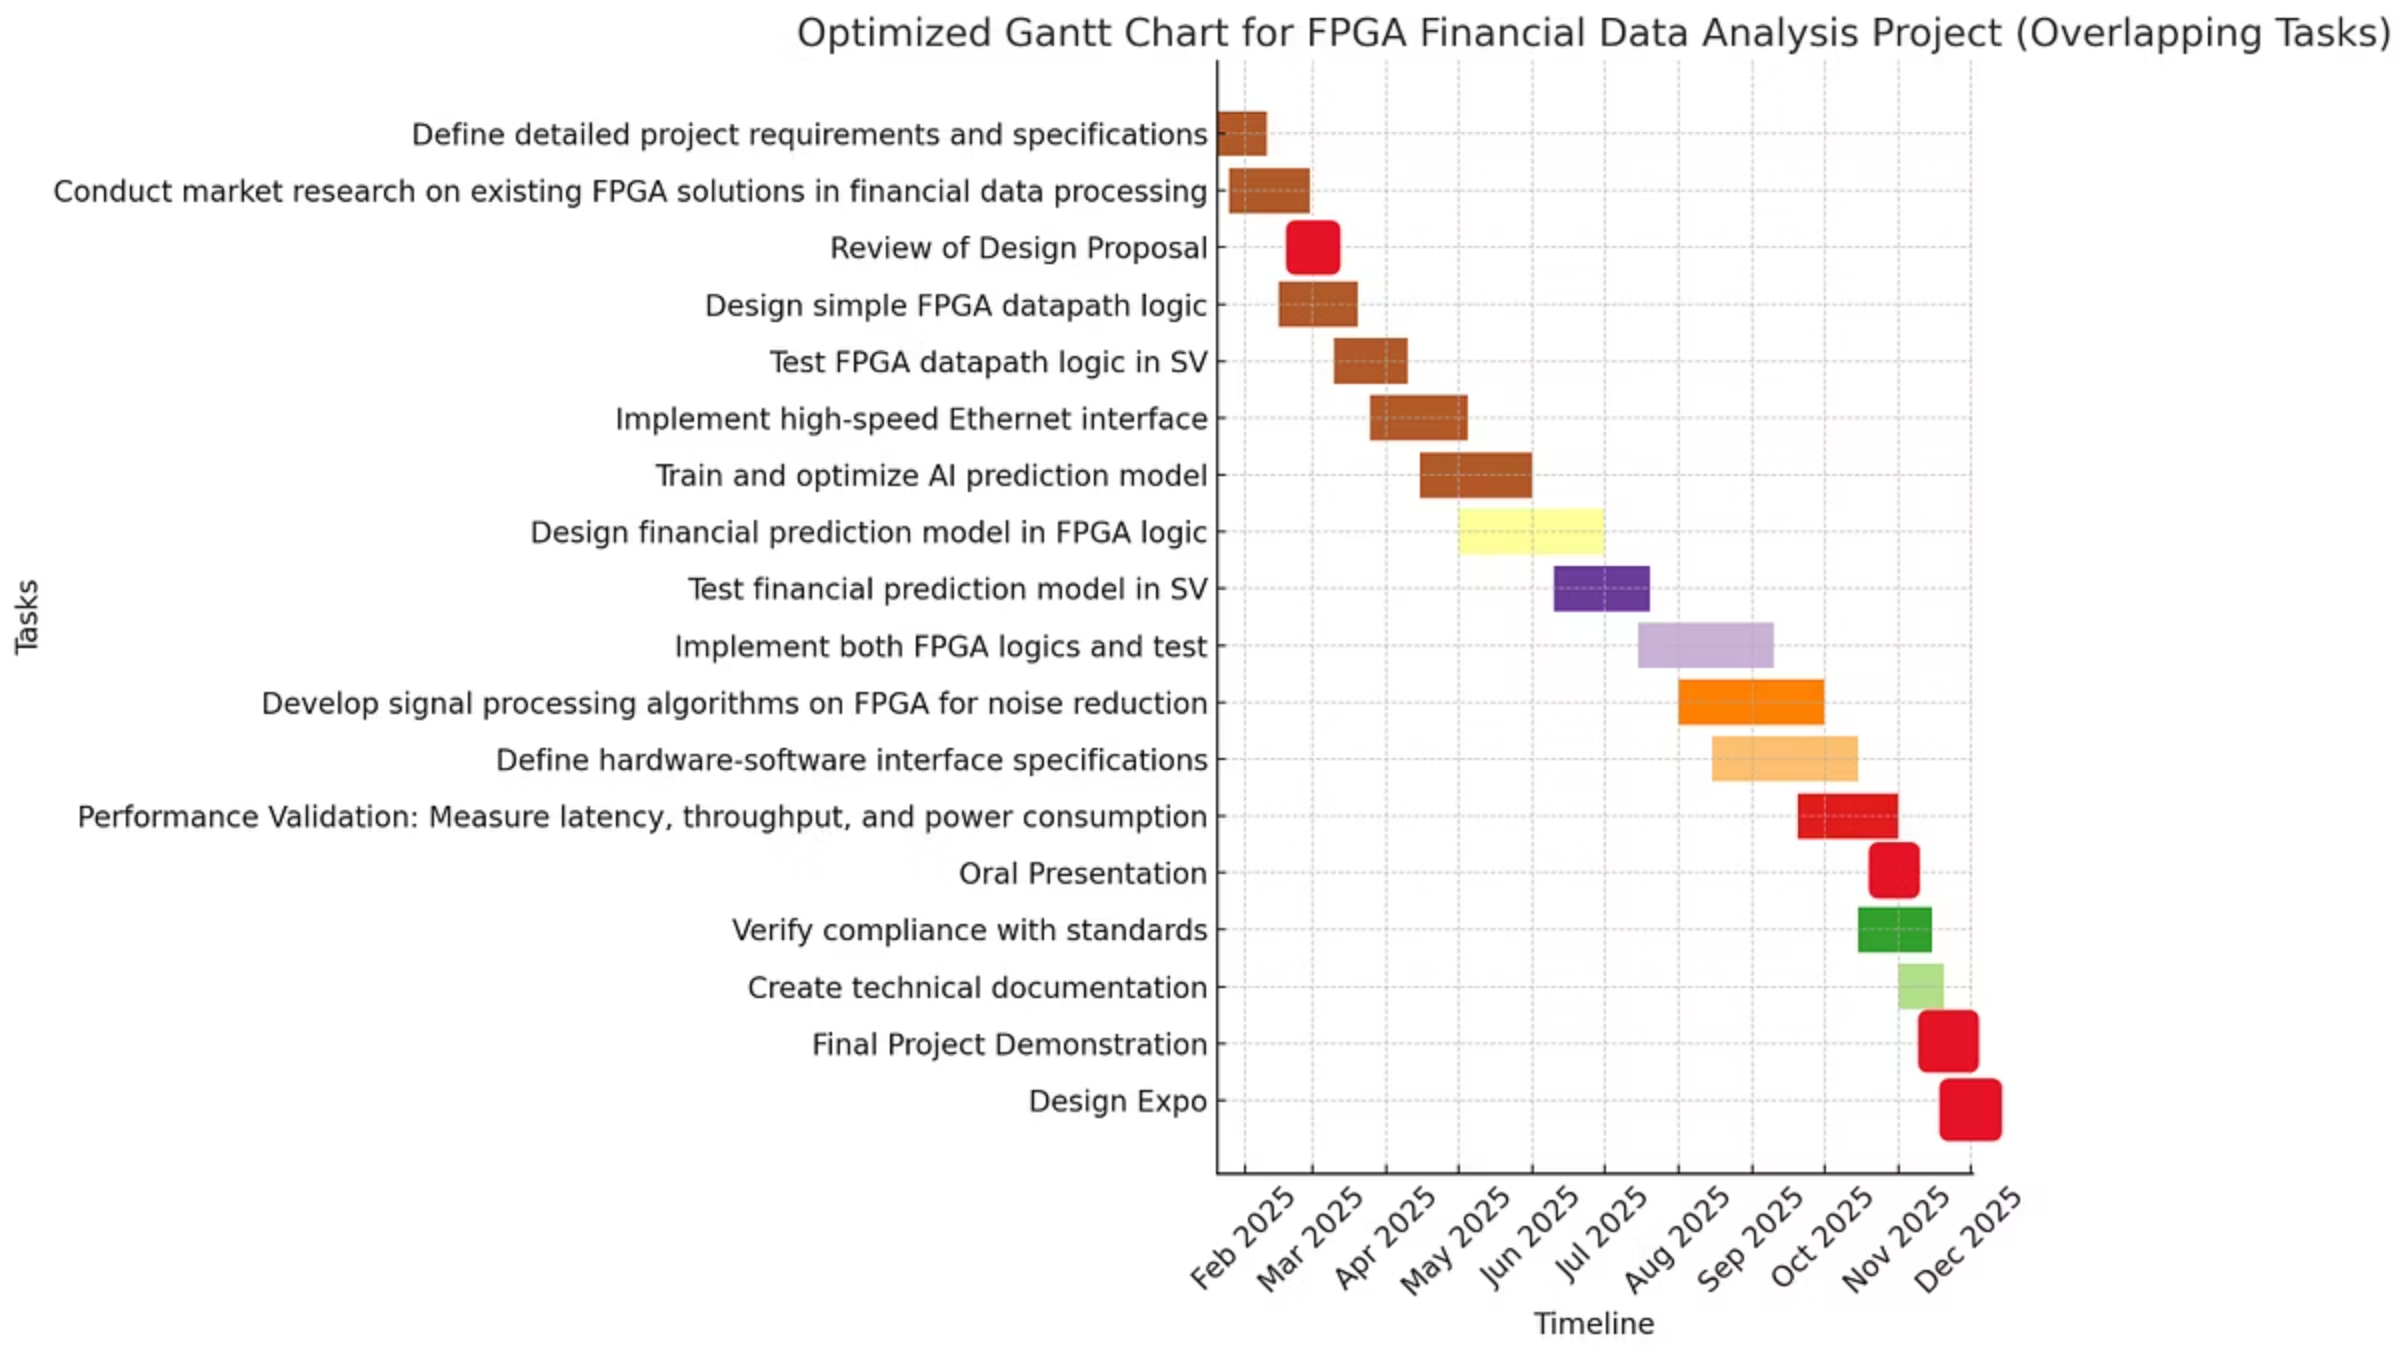 Optimized Gantt Chart for FPGA Financial Data Analysis Project (Overlapping Tasks)
Tasks
Define detailed project requirements and specifications
Conduct market research on existing FPGA solutions in financial data processing
Review of Design Proposal
Design simple FPGA datapath logic
Test FPGA datapath logic in SV
Implement high-speed Ethernet interface
Train and optimize AI prediction model
Design financial prediction model in FPGA logic
Test financial prediction model in SV
Implement both FPGA logics and test
Develop signal processing algorithms on FPGA for noise reduction
Define hardware-software interface specifications
Performance Validation: Measure latency, throughput, and power consumption
Oral Presentation
Verify compliance with standards
Create technical documentation
Final Project Demonstration
Design Expo
Feb 2025
Mar 2025
Apr 2025
May 2025
Jun 2025
Jul 2025
Aug 2025
Sep 2025
Oct 2025
Nov 2025
Dec 2025
Timeline